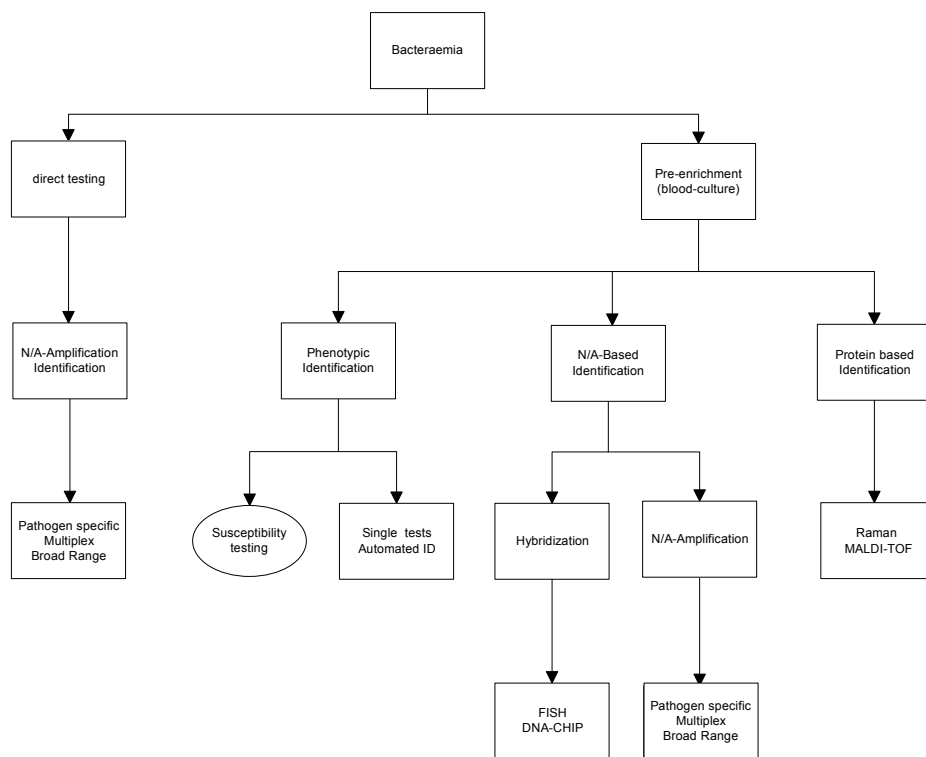 Bacteraemia
direct testing
Pre-enrichment
(blood-culture)
N/A-Amplification
Identification
Phenotypic
Identification
N/A-Based
Identification
Protein based
Identification
Pathogen specific
Multiplex
Broad Range
Susceptibility
testing
Single tests
Automated ID
Hybridization
N/A-Amplification
Raman
MALDI-TOF
FISH
DNA-CHIP
Pathogen specific
Multiplex
Broad Range